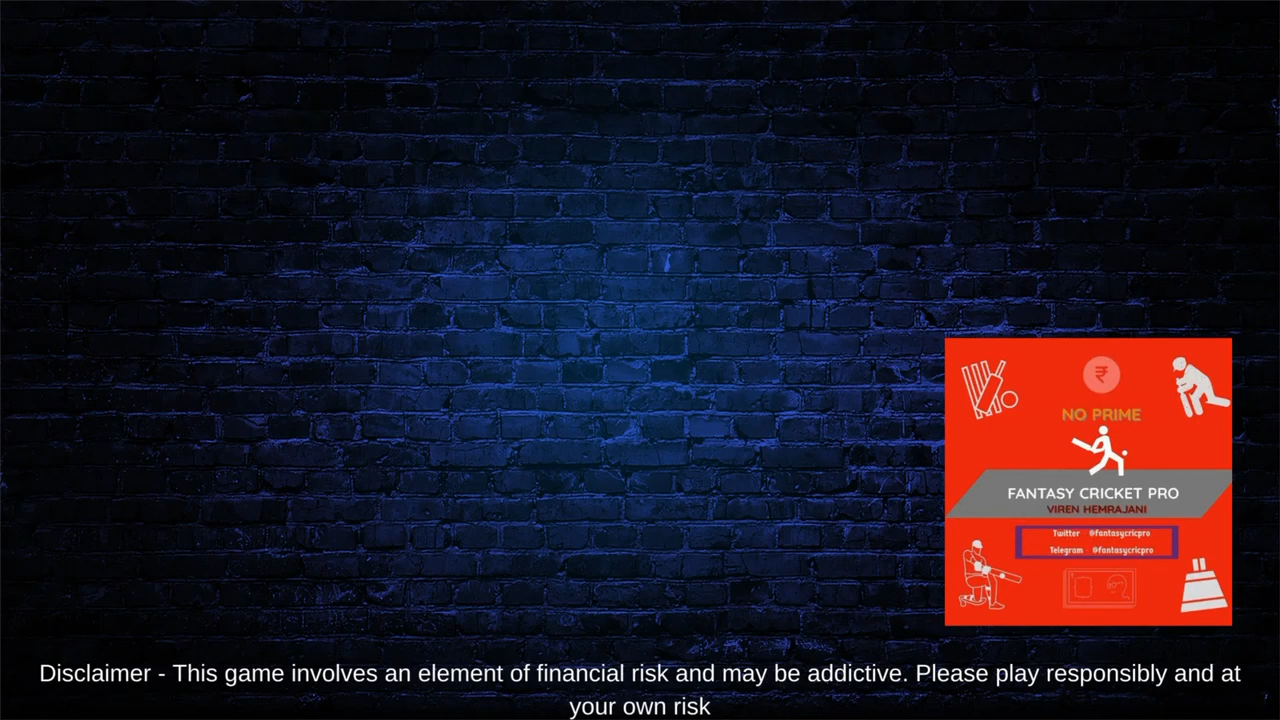 ₹
NO PRIME
FANTASY CRICKET PRO
VIREN HEMRAJANI
Twitter @fantasycricpro
Telegram @fantasycricpro
Disclaimer - This game involves an element of financial risk and may be addictive. Please play responsibly and at
your own risk